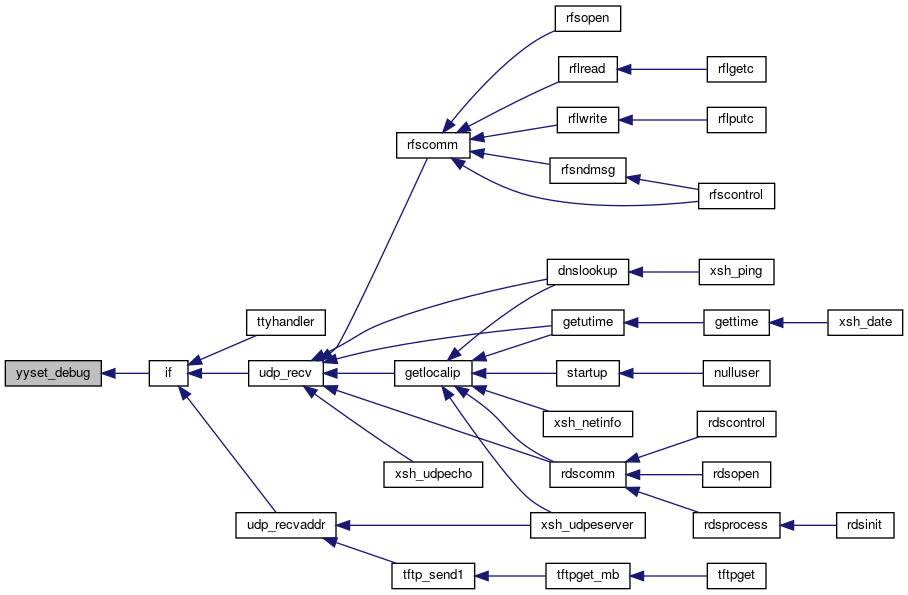 rfsopen
rflread
rflgetc
rflwrite
rflputc
rfscomm
rfsndmsg
rfscontrol
dnslookup
xsh_ping
ttyhandler
getutime
gettime
xsh_date
yyset_debug
if
udp_recv
getlocalip
startup
nulluser
xsh_netinfo
rdscontrol
xsh_udpecho
rdscomm
rdsopen
udp_recvaddr
xsh_udpeserver
rdsprocess
rdsinit
tftp_send1
tftpget_mb
tftpget